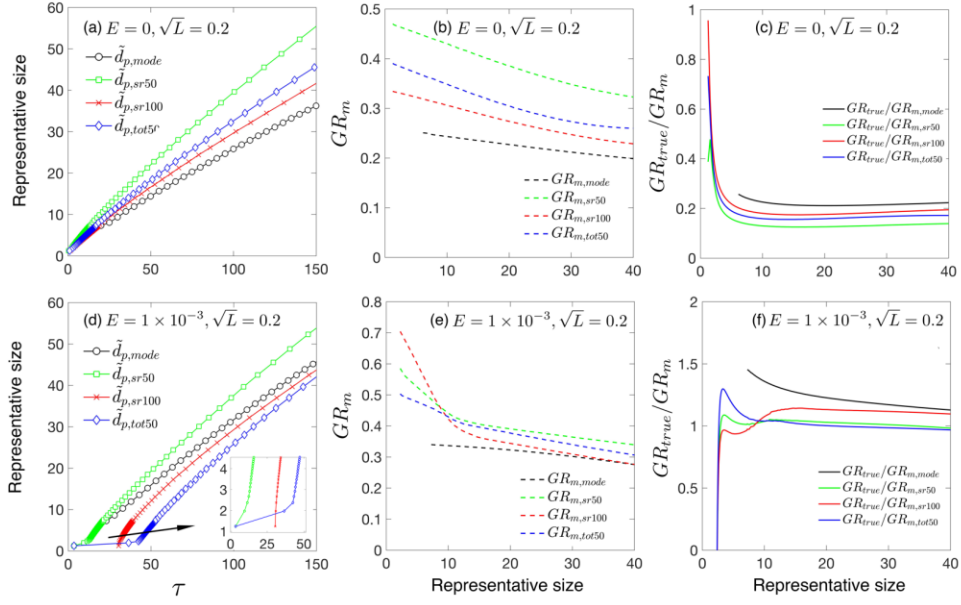 (a) E = 0, √L = 0.2
d̃p,mode
d̃p,sr50
d̃p,sr100
d̃p,tot50
Representative size
60
50
40
30
20
10
0
0 50 100 150
(b) E = 0, √L = 0.2
GRm
0.5
0.4
0.3
0.2
0.1
0
10 20 30 40
GRm,mode
GRm,sr50
GRm,sr100
GRm,tot50
(c) E = 0, √L = 0.2
GRtrue/GRm
1
0.8
0.6
0.4
0.2
0
0 10 20 30 40
GRtrue/GRm,mode
GRtrue/GRm,sr50
GRtrue/GRm,sr100
GRtrue/GRm,tot50
(d) E = 1 × 10⁻³, √L = 0.2
d̃p,mode
d̃p,sr50
d̃p,sr100
d̃p,tot50
Representative size
60
50
40
30
20
10
0
0 50 100 150
τ
4
3
2
1
0 30 60
(e) E = 1 × 10⁻³, √L = 0.2
GRm
0.8
0.7
0.6
0.5
0.4
0.3
0.2
0.1
0
10 20 30 40
Representative size
GRm,mode
GRm,sr50
GRm,sr100
GRm,tot50
(f) E = 1 × 10⁻³, √L = 0.2
GRtrue/GRm
2
1.5
1
0.5
0
0 10 20 30 40
Representative size
GRtrue/GRm,mode
GRtrue/GRm,sr50
GRtrue/GRm,sr100
GRtrue/GRm,tot50